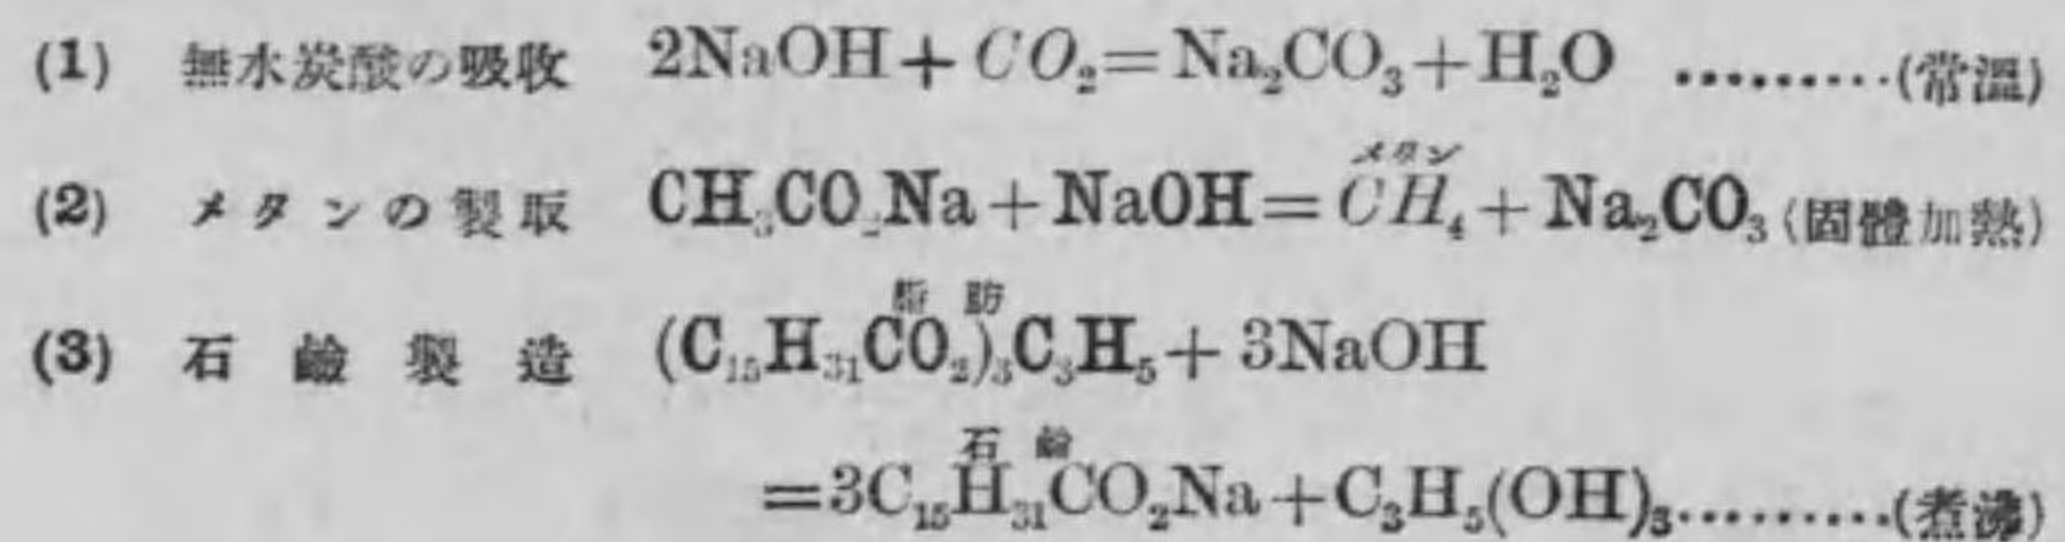 (1) 無水炭酸の吸收 2NaOH+CO₂=Na₂CO₃+H₂O ………(常溫)
メタン
(2) メタンの製取 CH₃CO₂Na+NaOH=CH₄+Na₂CO₃(固體加熱)
脂肪
(3) 石鹼製造 (C₁₅H₃₁CO₂)₃C₃H₅+3NaOH
石鹼
=3C₁₅H₃₁CO₂Na+C₃H₅(OH)₃………(煮沸)